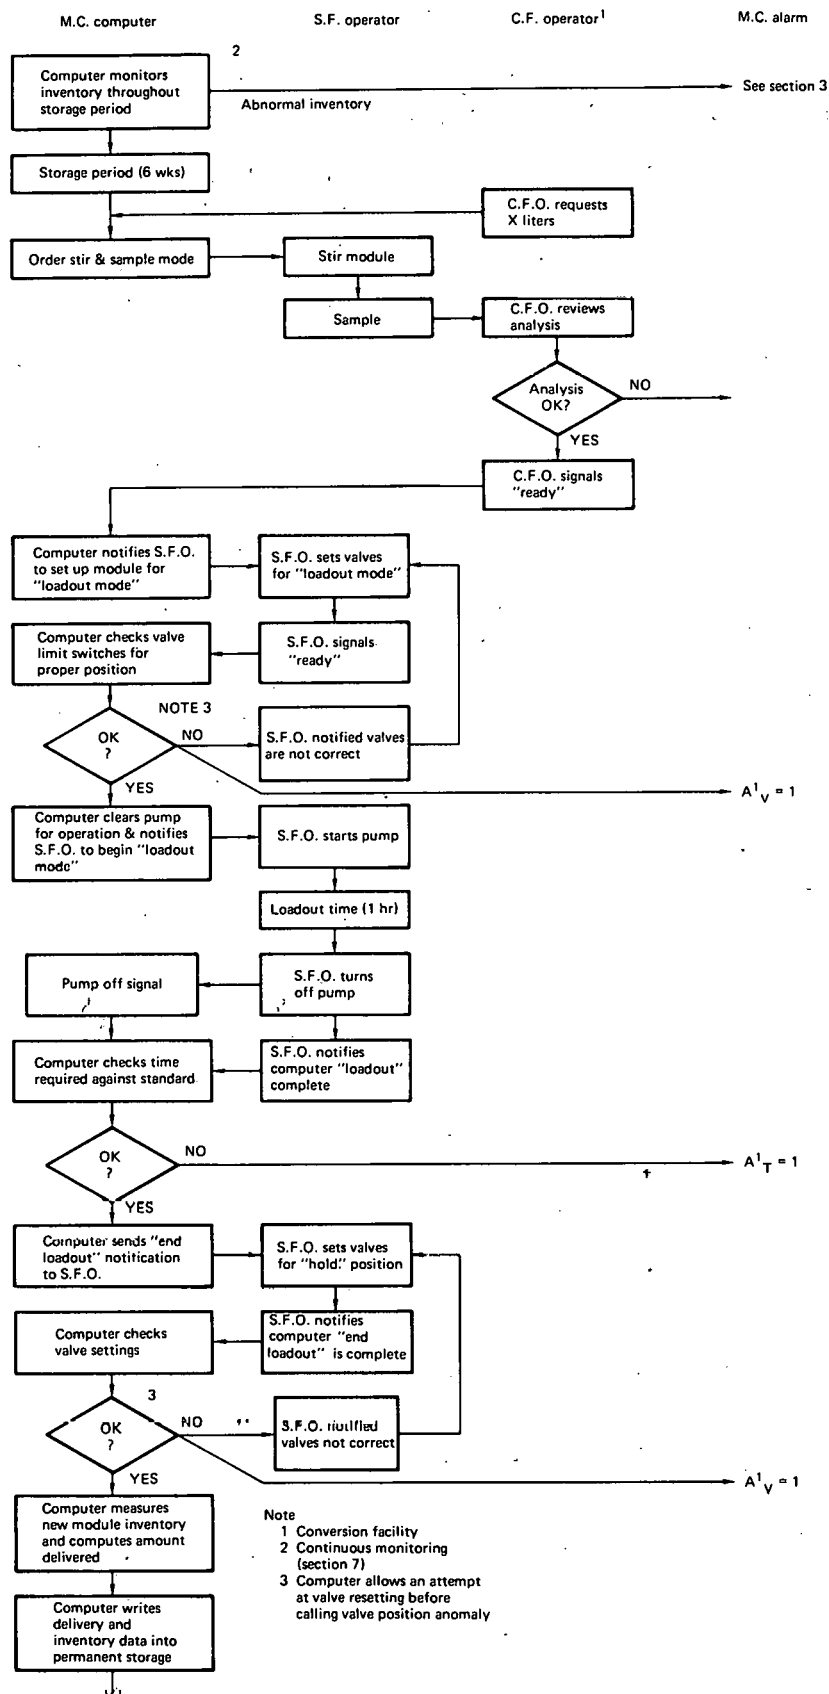 M.C. computer
S.F. operator
C.F. operator1
M.C. alarm
2
Computer monitors
inventory throughout
storage period
Abnormal inventory
See section 3
Storage period (6 wks)
C.F.O. requests
X liters
Order stir & sample mode
Stir module
Sample
C.F.O. reviews
analysis
Analysis
OK?
NO
YES
C.F.O. signals
"ready"
Computer notifies S.F.O.
to set up module for
"loadout mode"
S.F.O. sets valves
for "loadout mode"
Computer checks valve
limit switches for
proper position
S.F.O. signals
"ready"
NOTE 3
OK
?
NO
S.F.O. notified valves
are not correct
YES
A1V = 1
Computer clears pump
for operation & notifies
S.F.O. to begin "loadout
mode"
S.F.O. starts pump
Loadout time (1 hr)
Pump off signal
S.F.O. turns
off pump
Computer checks time
required against standard
S.F.O. notifies
computer "loadout"
complete
OK
?
NO
A1T = 1
YES
Computer sends "end
loadout" notification
to S.F.O.
S.F.O. sets valves
for "hold" position
Computer checks
valve settings
S.F.O. notifies
computer "end
loadout" is complete
3
OK
?
NO
S.F.O. notified
valves not correct
YES
A1V = 1
Computer measures
new module inventory
and computes amount
delivered
Computer writes
delivery and
inventory data into
permanent storage
Note
1 Conversion facility
2 Continuous monitoring
(section 7)
3 Computer allows an attempt
at valve resetting before
calling valve position anomaly